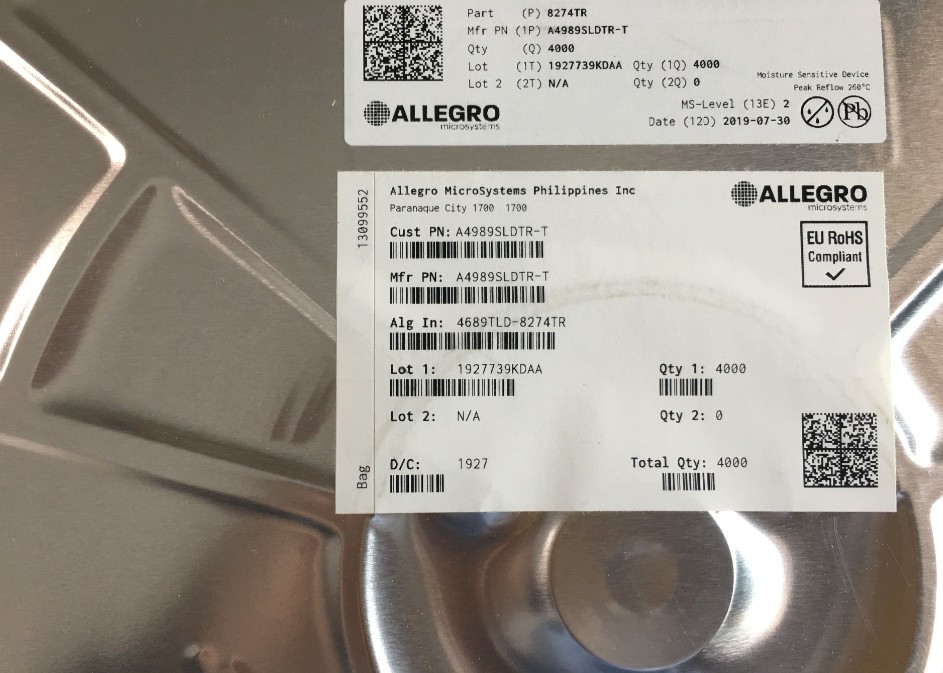 Part (P) 8274TR
Mfr PN (1P) A4989SLDTR-T
Qty (Q) 4000
Lot (1T) 1927739KDAA Qty (1Q) 4000
Lot 2 (2T) N/A Qty (2Q) 0
Moisture Sensitive Device
Peak Reflow 260°C
MS-Level (13E) 2
Date (12D) 2019-07-30
Pb
ALLEGRO
microsystems
13099552
Bag
Allegro MicroSystems Philippines Inc
Paranaque City 1700 1700
ALLEGRO
microsystems
EU RoHS
Compliant
Cust PN: A4989SLDTR-T
Mfr PN: A4989SLDTR-T
Alg In: 4689TLD-8274TR
Lot 1: 1927739KDAA Qty 1: 4000
Lot 2: N/A Qty 2: 0
D/C: 1927 Total Qty: 4000